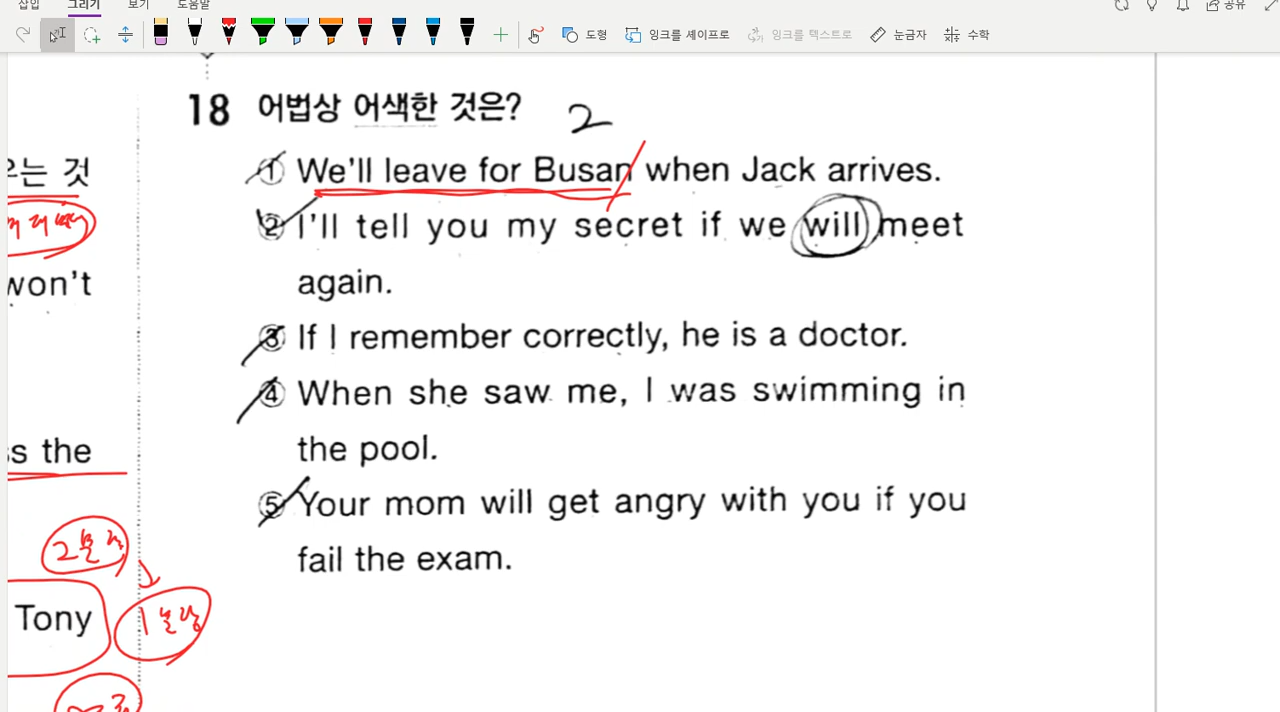 삽입 그리기 보기 도움말 공유
도형 잉크를 셰이프로 잉크를 텍스트로 눈금자 수학
18 어법상 어색한 것은? 2
① We'll leave for Busan when Jack arrives.
② I'll tell you my secret if we will meet
again.
③ If I remember correctly, he is a doctor.
④ When she saw me, I was swimming in
the pool.
⑤ Your mom will get angry with you if you
fail the exam.
는 것
won't
s the
Tony